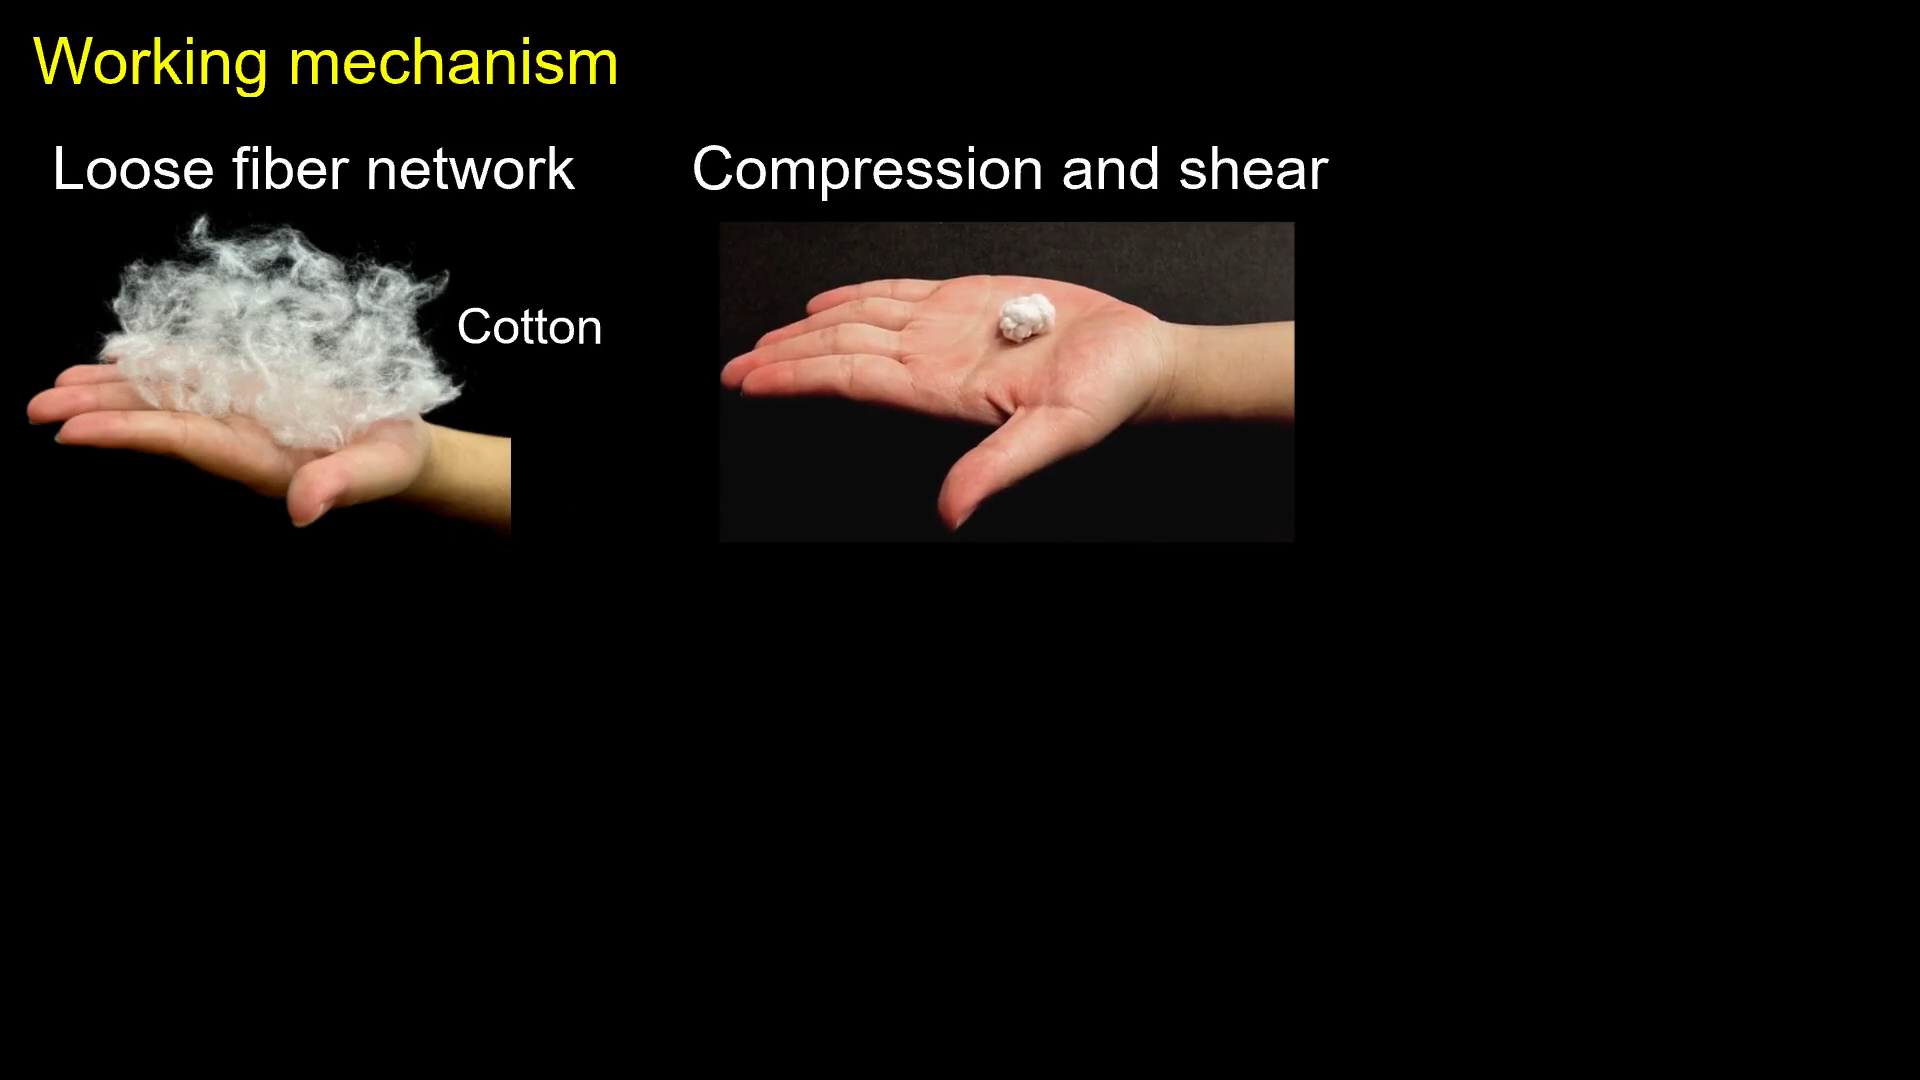 Working mechanism
Loose fiber network
Compression and shear
Cotton